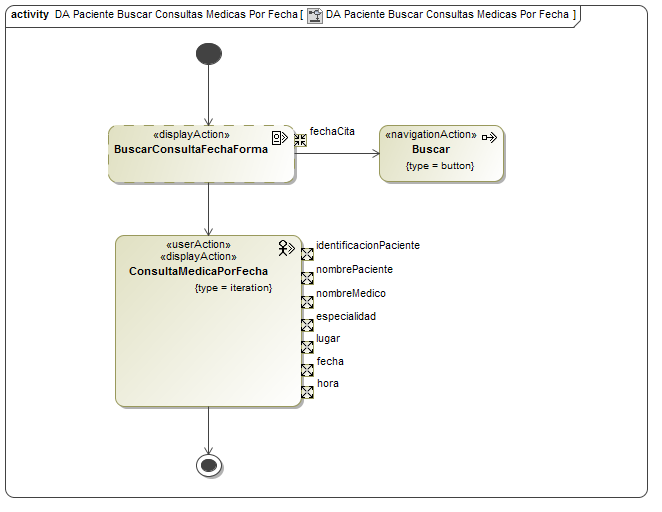 activity DA Paciente Buscar Consultas Medicas Por Fecha [ DA Paciente Buscar Consultas Medicas Por Fecha ]
«displayAction»
BuscarConsultaFechaForma
fechaCita
«navigationAction»
Buscar
{type = button}
«userAction»
«displayAction»
ConsultaMedicaPorFecha
{type = iteration}
identificacionPaciente
nombrePaciente
nombreMedico
especialidad
lugar
fecha
hora